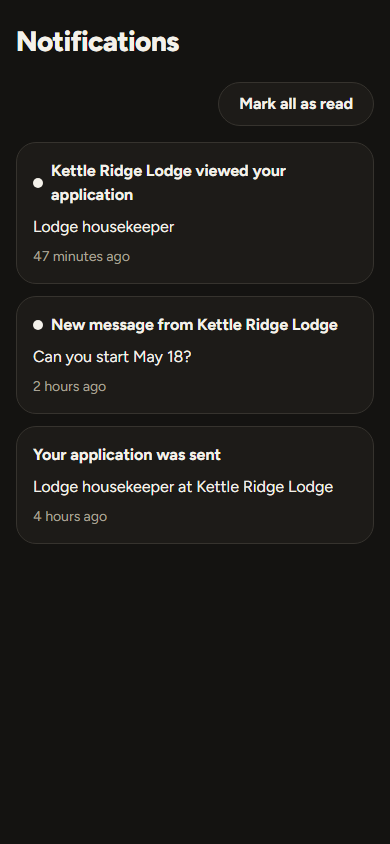 Notifications
Mark all as read
Kettle Ridge Lodge viewed your
application
Lodge housekeeper
47 minutes ago
New message from Kettle Ridge Lodge
Can you start May 18?
2 hours ago
Your application was sent
Lodge housekeeper at Kettle Ridge Lodge
4 hours ago